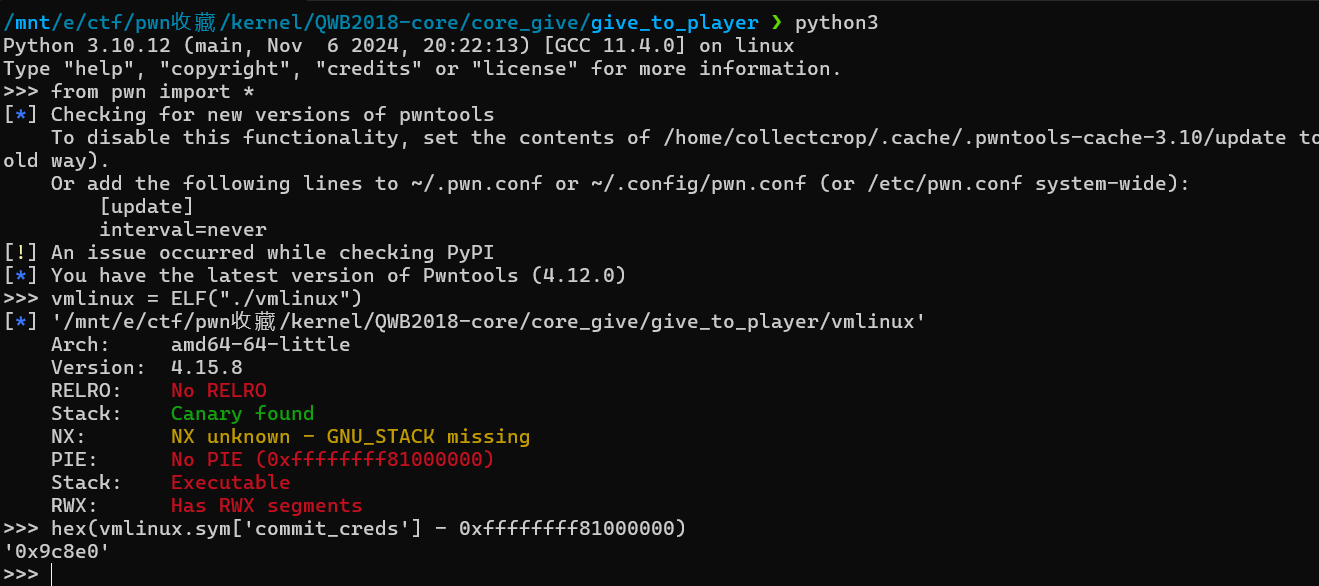 /mnt/e/ctf/pwn收藏/kernel/QWB2018-core/core_give/give_to_player ❯ python3
Python 3.10.12 (main, Nov  6 2024, 20:22:13) [GCC 11.4.0] on linux
Type "help", "copyright", "credits" or "license" for more information.
>>> from pwn import *
[*] Checking for new versions of pwntools
    To disable this functionality, set the contents of /home/collectcrop/.cache/.pwntools-cache-3.10/update to
old way).
    Or add the following lines to ~/.pwn.conf or ~/.config/pwn.conf (or /etc/pwn.conf system-wide):
        [update]
        interval=never
[!] An issue occurred while checking PyPI
[*] You have the latest version of Pwntools (4.12.0)
>>> vmlinux = ELF("./vmlinux")
[*] '/mnt/e/ctf/pwn收藏/kernel/QWB2018-core/core_give/give_to_player/vmlinux'
    Arch:     amd64-64-little
    Version:  4.15.8
    RELRO:    No RELRO
    Stack:    Canary found
    NX:       NX unknown - GNU_STACK missing
    PIE:      No PIE (0xffffffff81000000)
    Stack:    Executable
    RWX:      Has RWX segments
>>> hex(vmlinux.sym['commit_creds'] - 0xffffffff81000000)
'0x9c8e0'
>>>